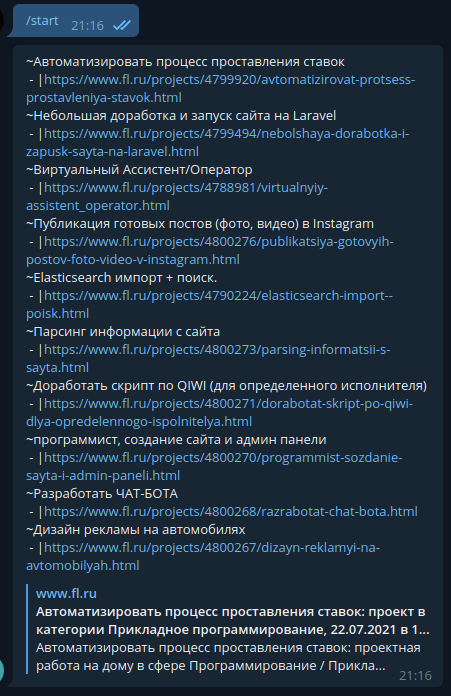 /start
21:16
~Автоматизировать процесс проставления ставок
- |https://www.fl.ru/projects/4799920/avtomatizirovat-protsess-
prostavleniya-stavok.html
~Небольшая доработка и запуск сайта на Laravel
- |https://www.fl.ru/projects/4799494/nebolshaya-dorabotka-i-
zapusk-sayta-na-laravel.html
~Виртуальный Ассистент/Оператор
- |https://www.fl.ru/projects/4788981/virtualnyiy-
assistent_operator.html
~Публикация готовых постов (фото, видео) в Instagram
- |https://www.fl.ru/projects/4800276/publikatsiya-gotovyih-
postov-foto-video-v-instagram.html
~Elasticsearch импорт + поиск.
- |https://www.fl.ru/projects/4790224/elasticsearch-import--
poisk.html
~Парсинг информации с сайта
- |https://www.fl.ru/projects/4800273/parsing-informatsii-s-
sayta.html
~Доработать скрипт по QIWI (для определенного исполнителя)
- |https://www.fl.ru/projects/4800271/dorabotat-skript-po-qiwi-
dlya-opredelennogo-ispolnitelya.html
~программист, создание сайта и админ панели
- |https://www.fl.ru/projects/4800270/programmist-sozdanie-
sayta-i-admin-paneli.html
~Разработать ЧАТ-БОТА
- |https://www.fl.ru/projects/4800268/razrabotat-chat-bota.html
~Дизайн рекламы на автомобилях
- |https://www.fl.ru/projects/4800267/dizayn-reklamyi-na-
avtomobilyah.html
www.fl.ru
Автоматизировать процесс проставления ставок: проект в
категории Прикладное программирование, 22.07.2021 в 1...
Автоматизировать процесс проставления ставок: проектная
работа на дому в сфере Программирование / Прикла...
21:16